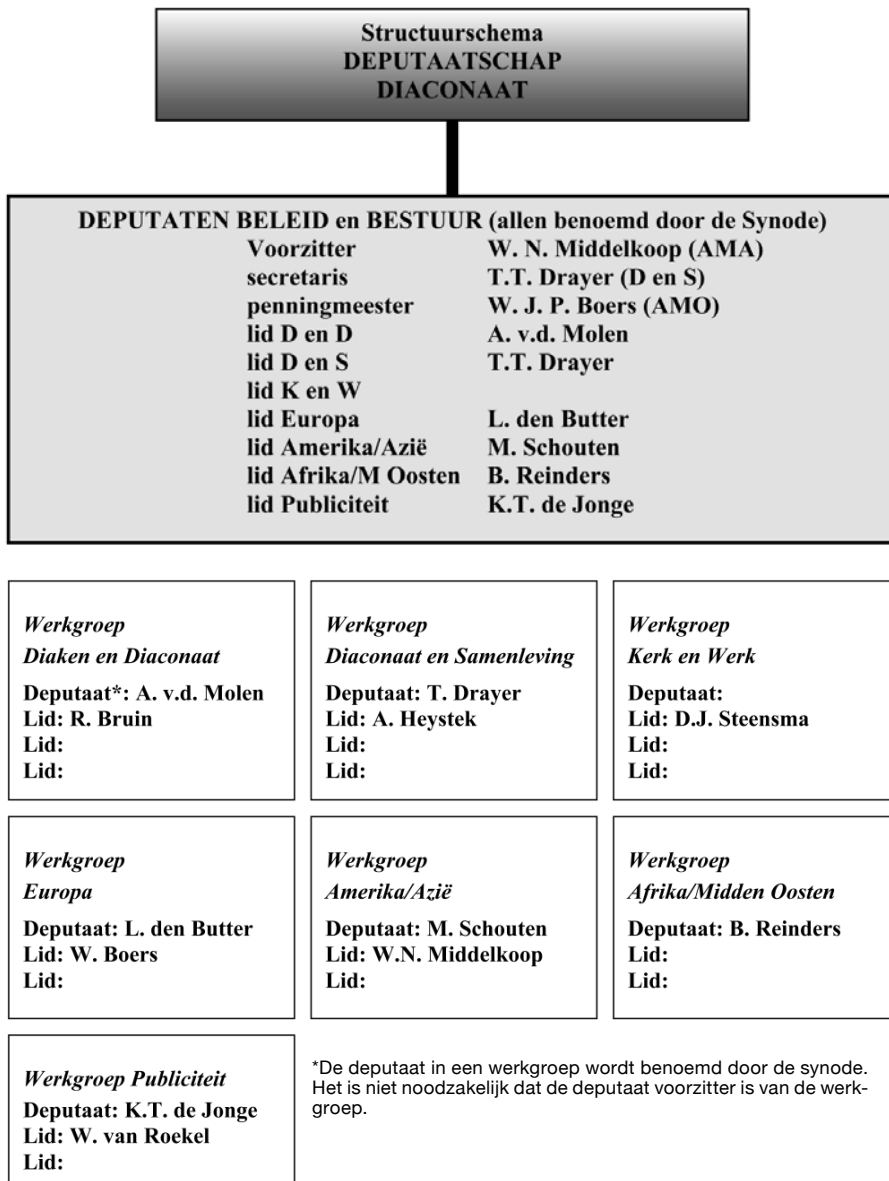 Structuurschema
DEPUTAATSCHAP
DIACONAAT
DEPUTATEN BELEID en BESTUUR (allen benoemd door de Synode)
Voorzitter W. N. Middelkoop (AMA)
secretaris T.T. Drayer (D en S)
penningmeester W. J. P. Boers (AMO)
lid D en D A. v.d. Molen
lid D en S T.T. Drayer
lid K en W
lid Europa L. den Butter
lid Amerika/Azië M. Schouten
lid Afrika/M Oosten B. Reinders
lid Publiciteit K.T. de Jonge
Werkgroep
Diaken en Diaconaat
Deputaat*: A. v.d. Molen
Lid: R. Bruin
Lid:
Lid:
Werkgroep
Diaconaat en Samenleving
Deputaat: T. Drayer
Lid: A. Heystek
Lid:
Lid:
Werkgroep
Kerk en Werk
Deputaat:
Lid: D.J. Steensma
Lid:
Lid:
Werkgroep
Europa
Deputaat: L. den Butter
Lid: W. Boers
Lid:
Werkgroep
Amerika/Azië
Deputaat: M. Schouten
Lid: W.N. Middelkoop
Lid:
Werkgroep
Afrika/Midden Oosten
Deputaat: B. Reinders
Lid:
Lid:
Werkgroep Publiciteit
Deputaat: K.T. de Jonge
Lid: W. van Roekel
Lid:
*De deputaat in een werkgroep wordt benoemd door de synode.
Het is niet noodzakelijk dat de deputaat voorzitter is van de werk-
groep.